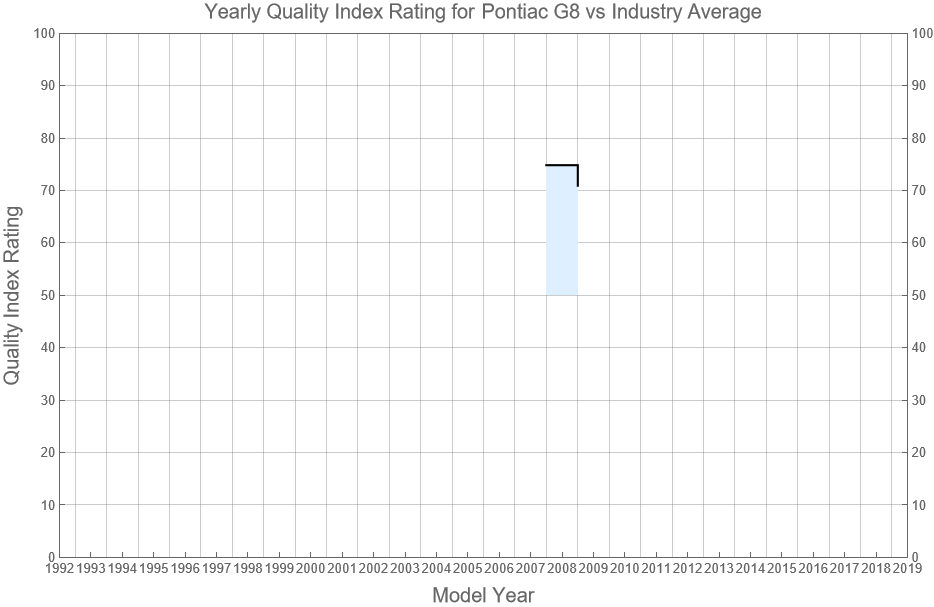 Yearly Quality Index Rating for Pontiac G8 vs Industry Average
100 100
90 90
80 80
70 70
60 60
50 50
40 40
30 30
20 20
10 10
0 0
Quality Index Rating
1992 1993 1994 1995 1996 1997 1998 1999 2000 2001 2002 2003 2004 2005 2006 2007 2008 2009 2010 2011 2012 2013 2014 2015 2016 2017 2018 2019
Model Year